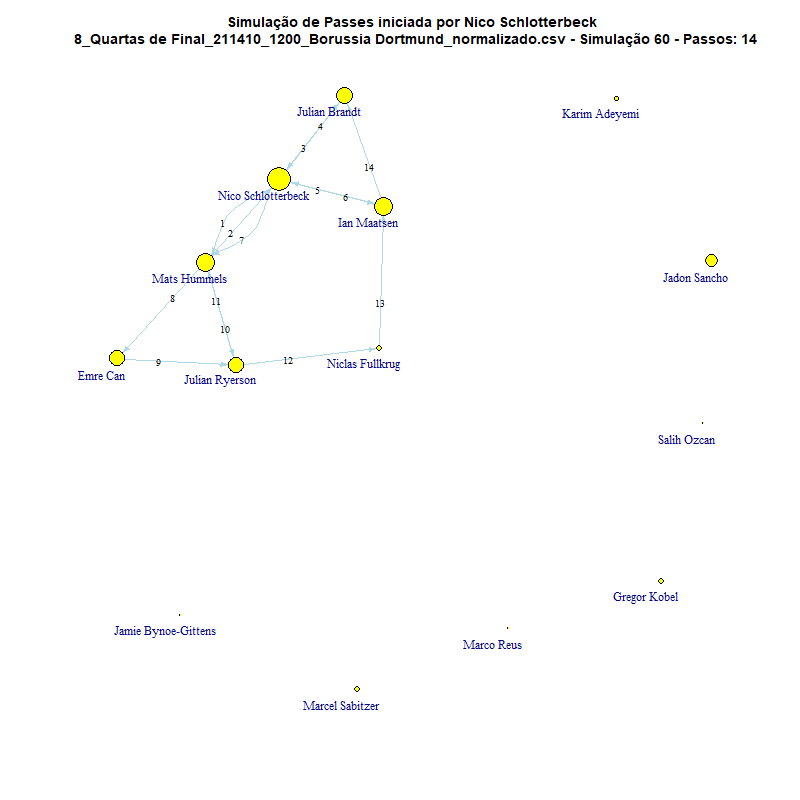 Simulação de Passes iniciada por Nico Schlotterbeck
8_Quartas de Final_211410_1200_Borussia Dortmund_normalizado.csv - Simulação 60 - Passos: 14
Julian Brandt
Karim Adeyemi
4
3
14
5
6
Nico Schlotterbeck
Ian Maatsen
1
2
7
Mats Hummels
Jadon Sancho
8
11
13
10
9
12
Niclas Fullkrug
Emre Can
Julian Ryerson
Salih Ozcan
Gregor Kobel
Jamie Bynoe-Gittens
Marco Reus
Marcel Sabitzer